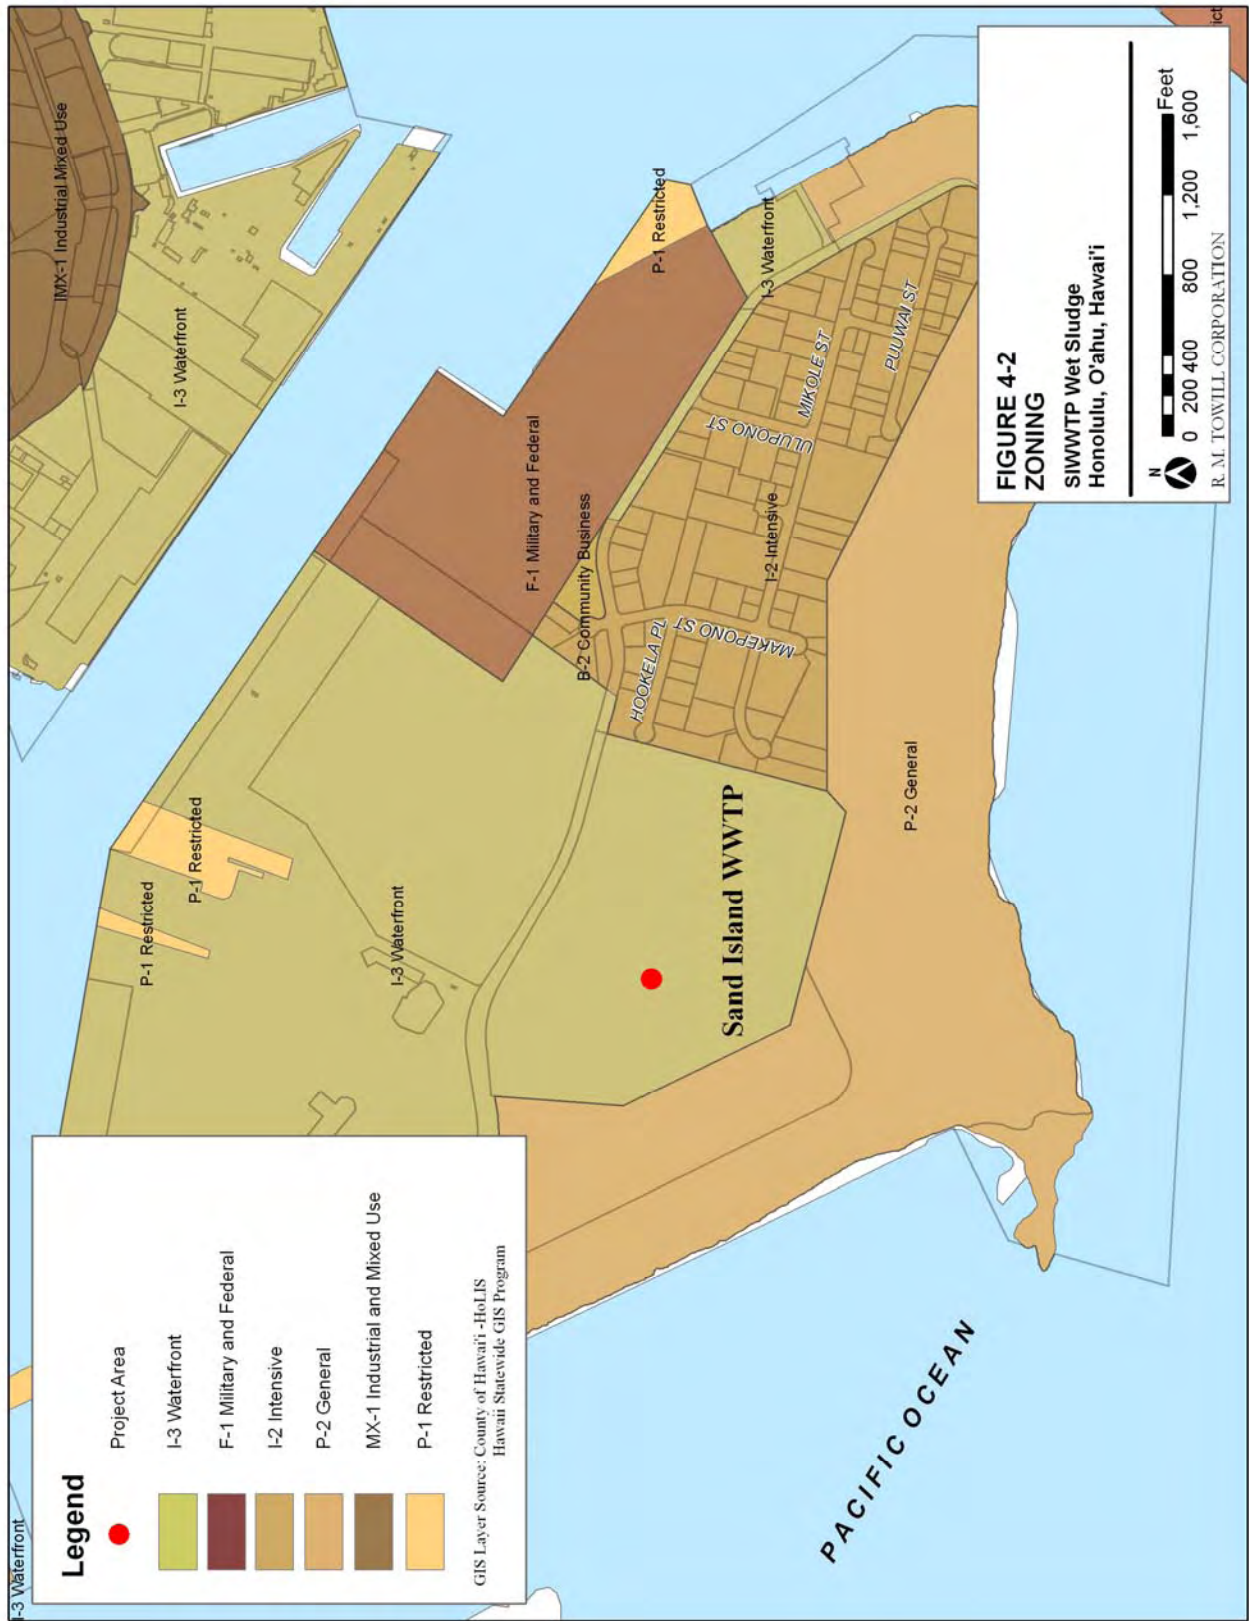 I-3 Waterfront
Legend
Project Area
I-3 Waterfront
F-1 Military and Federal
I-2 Intensive
P-2 General
MX-1 Industrial and Mixed Use
P-1 Restricted
GIS Layer Source: County of Hawai'i -HoLIS
Hawaii Statewide GIS Program
IMX-1 Industrial Mixed Use
I-3 Waterfront
P-1 Restricted
P-1 Restricted
I-3 Waterfront
F-1 Military and Federal
B-2 Community Business
P-1 Restricted
I-3 Waterfront
HOOKELA PL
MAKEPONO ST
ULUPONO ST
MIKOLE ST
PUUWAI ST
I-2 Intensive
Sand Island WWTP
P-2 General
PACIFIC OCEAN
rict
FIGURE 4-2
ZONING
SIWWTP Wet Sludge
Honolulu, O'ahu, Hawai'i
N
0 200 400 800 1,200 1,600
Feet
R. M. TOWILL CORPORATION